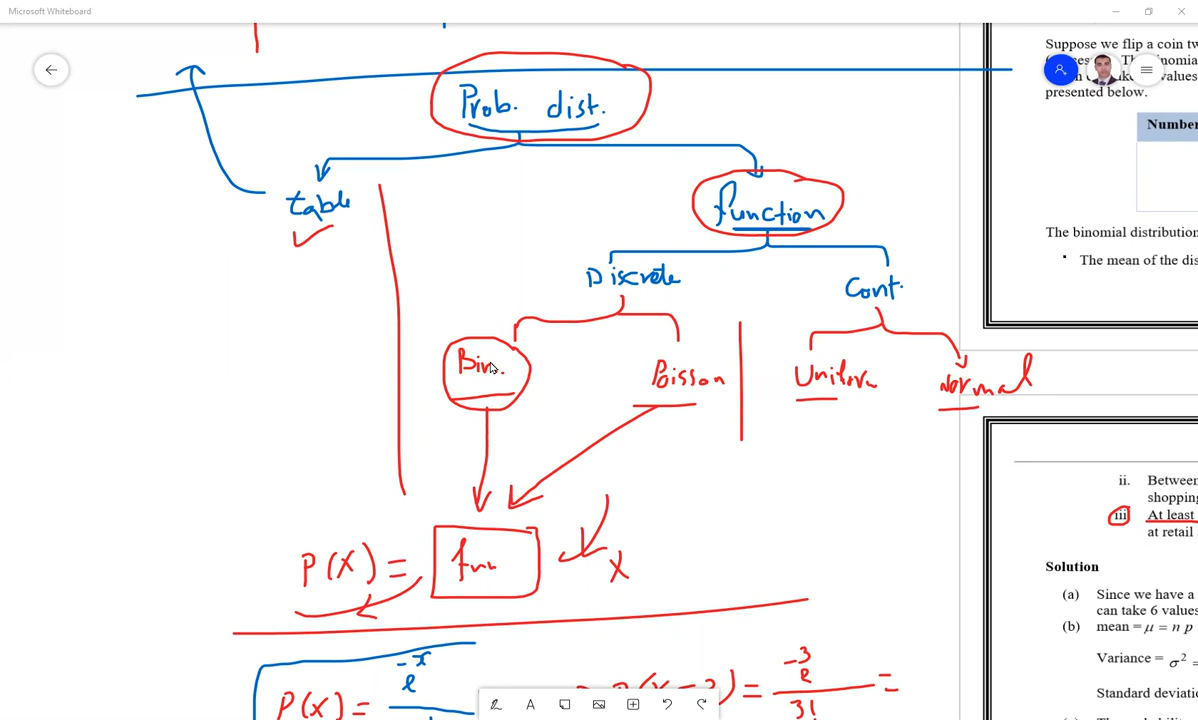 Microsoft Whiteboard
Prob. dist.
table
function
Discrete
Cont.
Bin.
Poisson
Uniform
Normal
P(X) =
fun
X
P(X) =
e^-x
=
e^-3
3!
=
Suppose we flip a coin tw
presented below.
Number
The binomial distribution
• The mean of the dis
ii. Between
shopping
iii At least
at retail
Solution
(a) Since we have a
can take 6 values
(b) mean = μ = n p
Variance = σ² =
Standard deviati